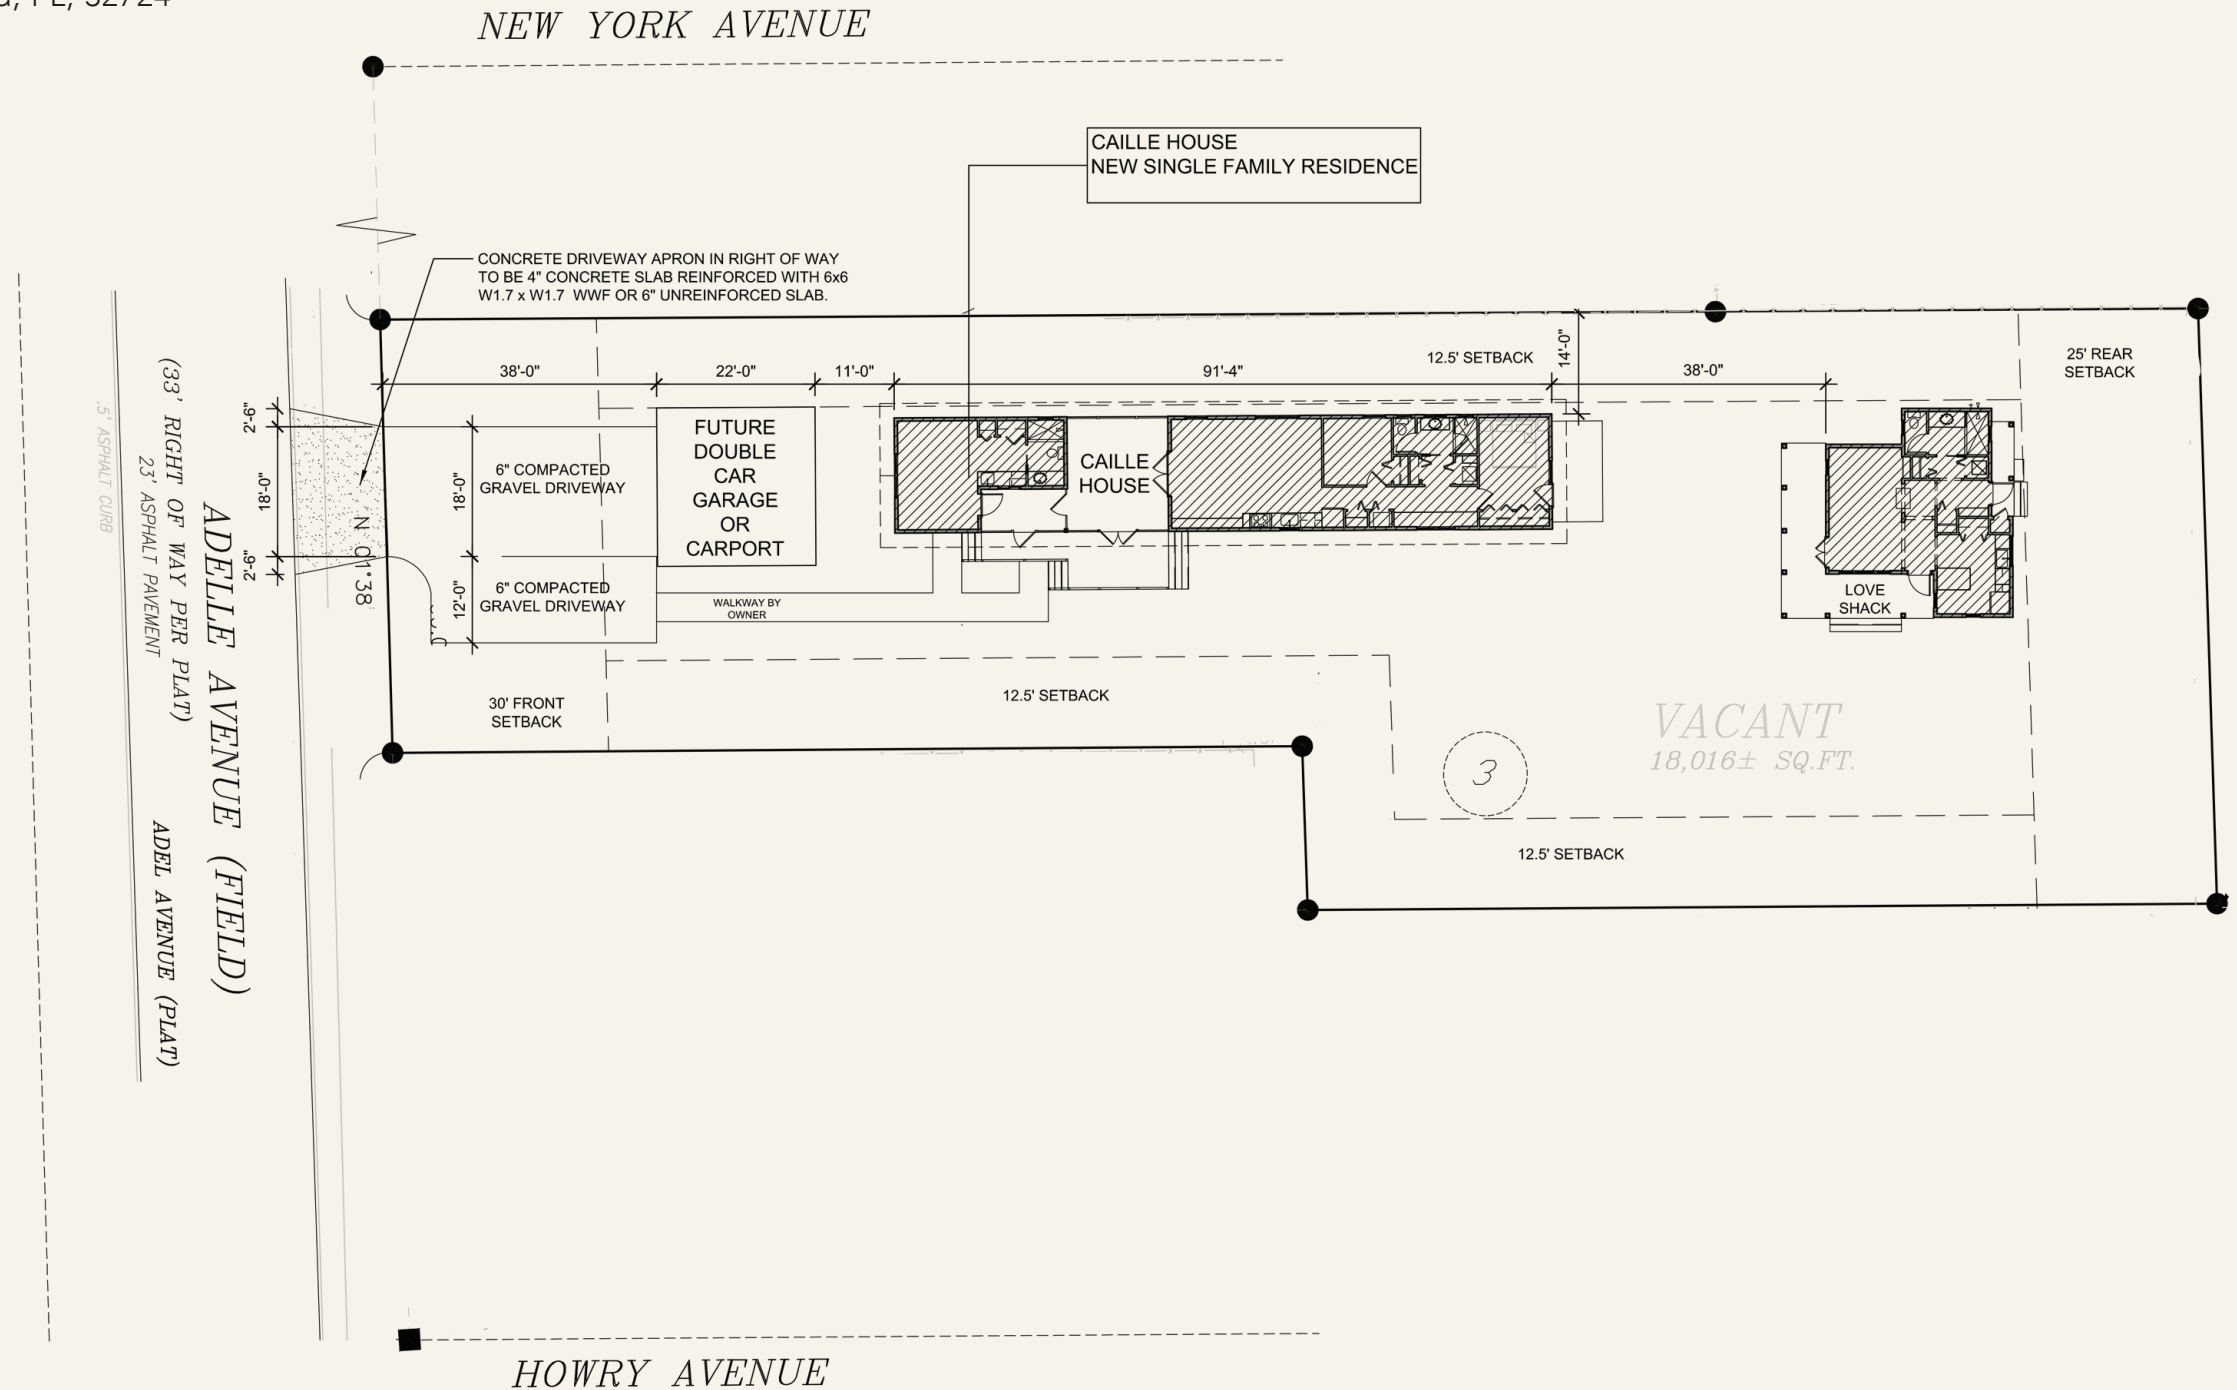 FL, 32724
NEW YORK AVENUE
CAILLE HOUSE
NEW SINGLE FAMILY RESIDENCE
CONCRETE DRIVEWAY APRON IN RIGHT OF WAY
TO BE 4" CONCRETE SLAB REINFORCED WITH 6x6
W1.7 x W1.7 WWF OR 6" UNREINFORCED SLAB.
38'-0"
22'-0"
11'-0"
91'-4"
12.5' SETBACK
14'-0"
38'-0"
25' REAR
SETBACK
2'-6"
18'-0"
2'-6"
18'-0"
12'-0"
6" COMPACTED
GRAVEL DRIVEWAY
6" COMPACTED
GRAVEL DRIVEWAY
FUTURE
DOUBLE
CAR
GARAGE
OR
CARPORT
CAILLE
HOUSE
LOVE
SHACK
WALKWAY BY
OWNER
N 01°38'
.5' ASPHALT CURB
23' ASPHALT PAVEMENT
(33' RIGHT OF WAY PER PLAT)
ADELLE AVENUE (FIELD)
ADEL AVENUE (PLAT)
30' FRONT
SETBACK
12.5' SETBACK
VACANT
18,016± SQ.FT.
3
12.5' SETBACK
HOWRY AVENUE